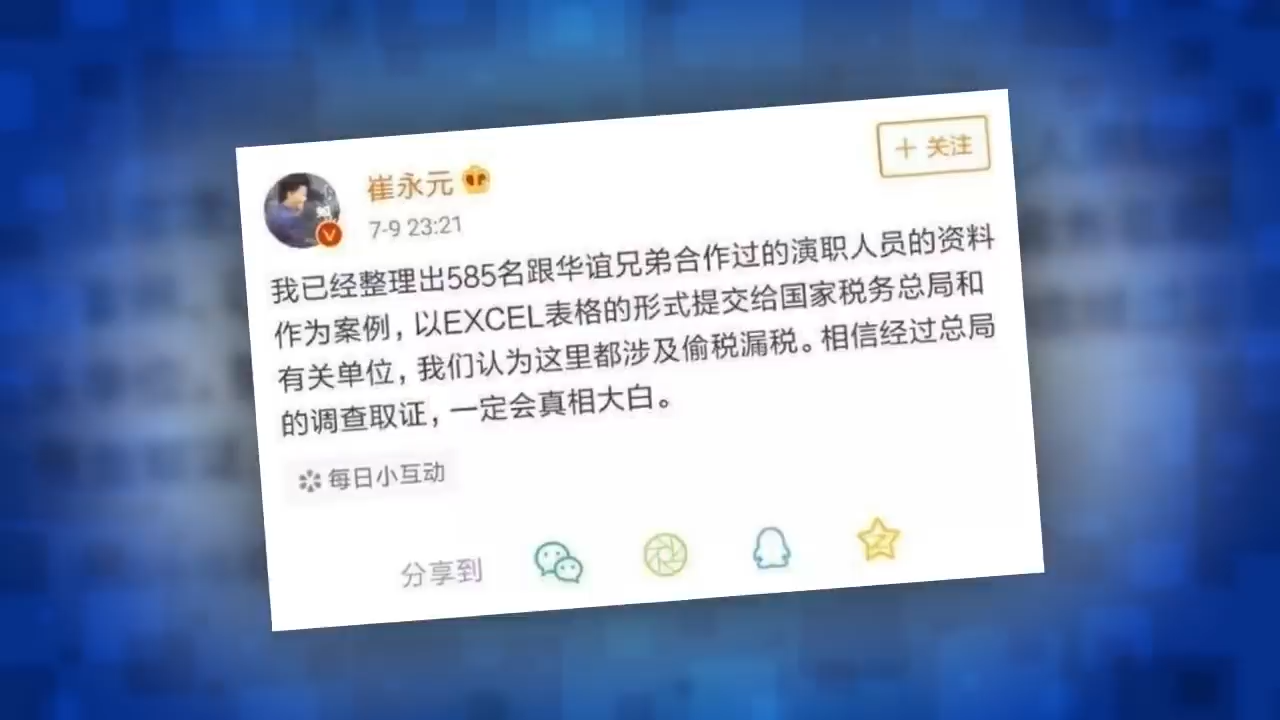 崔永元
7-9 23:21
+ 关注
我已经整理出585名跟华谊兄弟合作过的演职人员的资料
作为案例，以EXCEL表格的形式提交给国家税务总局和
有关单位，我们认为这里都涉及偷税漏税。相信经过总局
的调查取证，一定会真相大白。
每日小互动
分享到